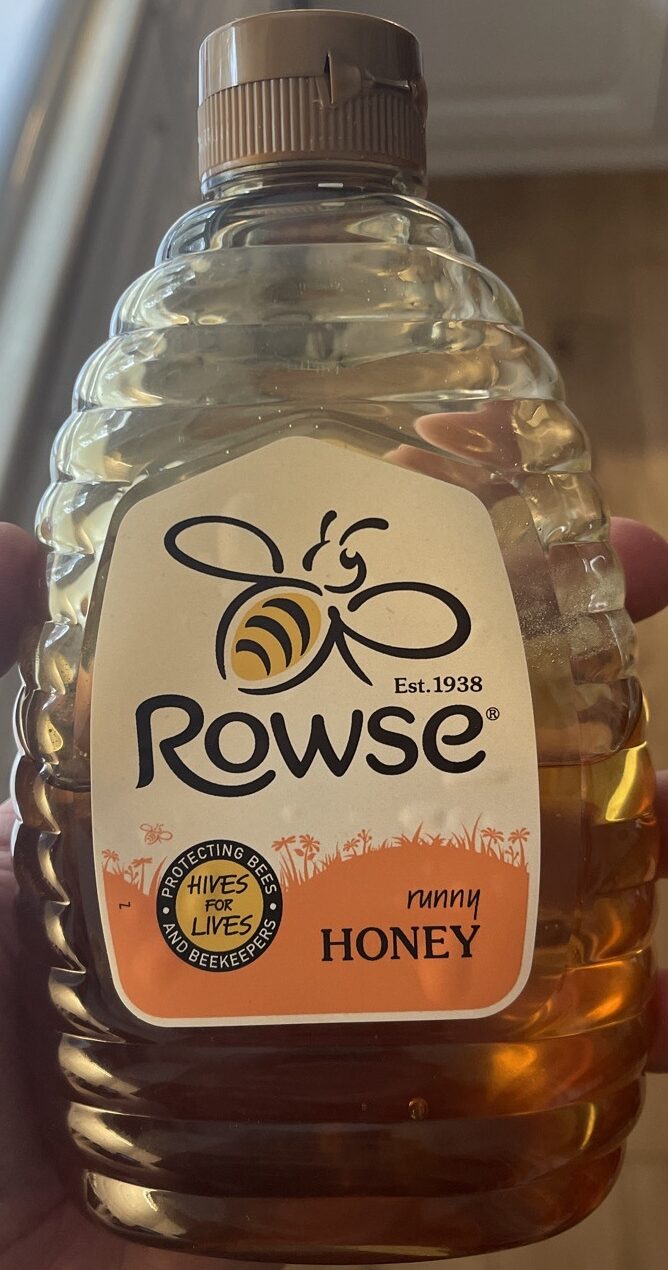 Est. 1938
Rowse®
PROTECTING BEES
HIVES
FOR
LIVES
AND BEEKEEPERS
runny
HONEY